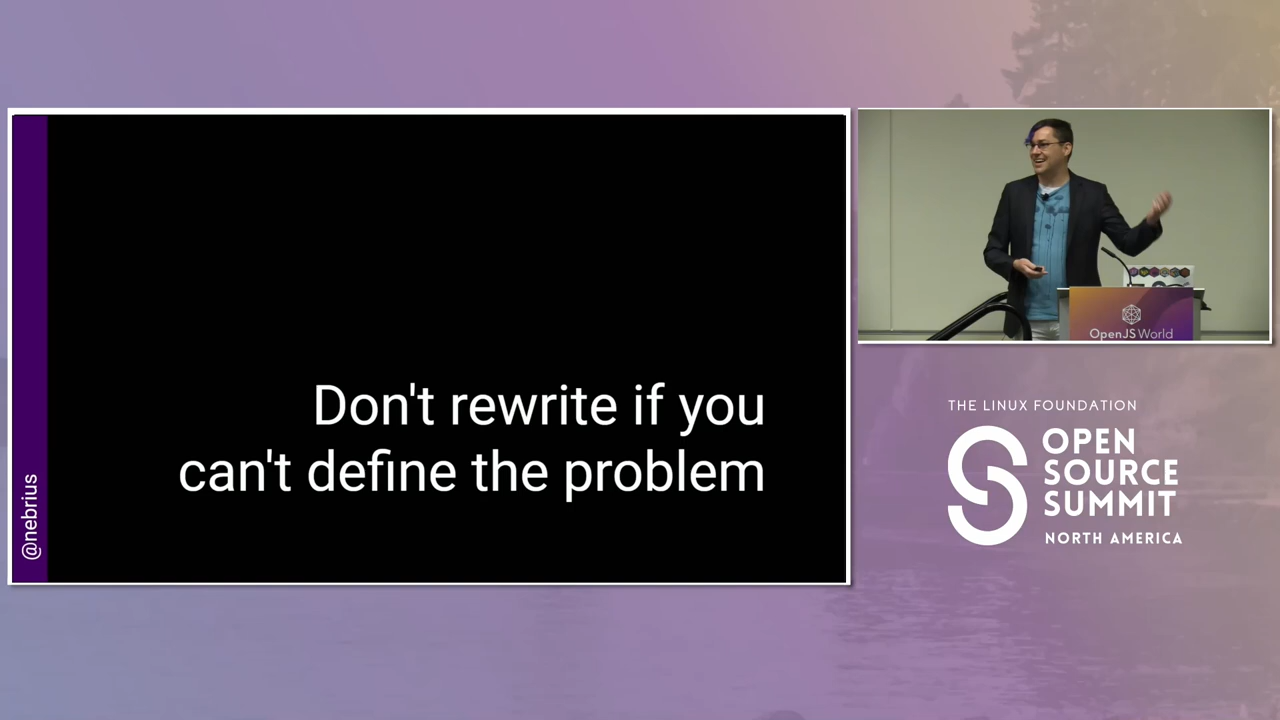 @nebrius
Don't rewrite if you
can't define the problem
OpenJS World
THE LINUX FOUNDATION
OPEN
SOURCE
SUMMIT
NORTH AMERICA